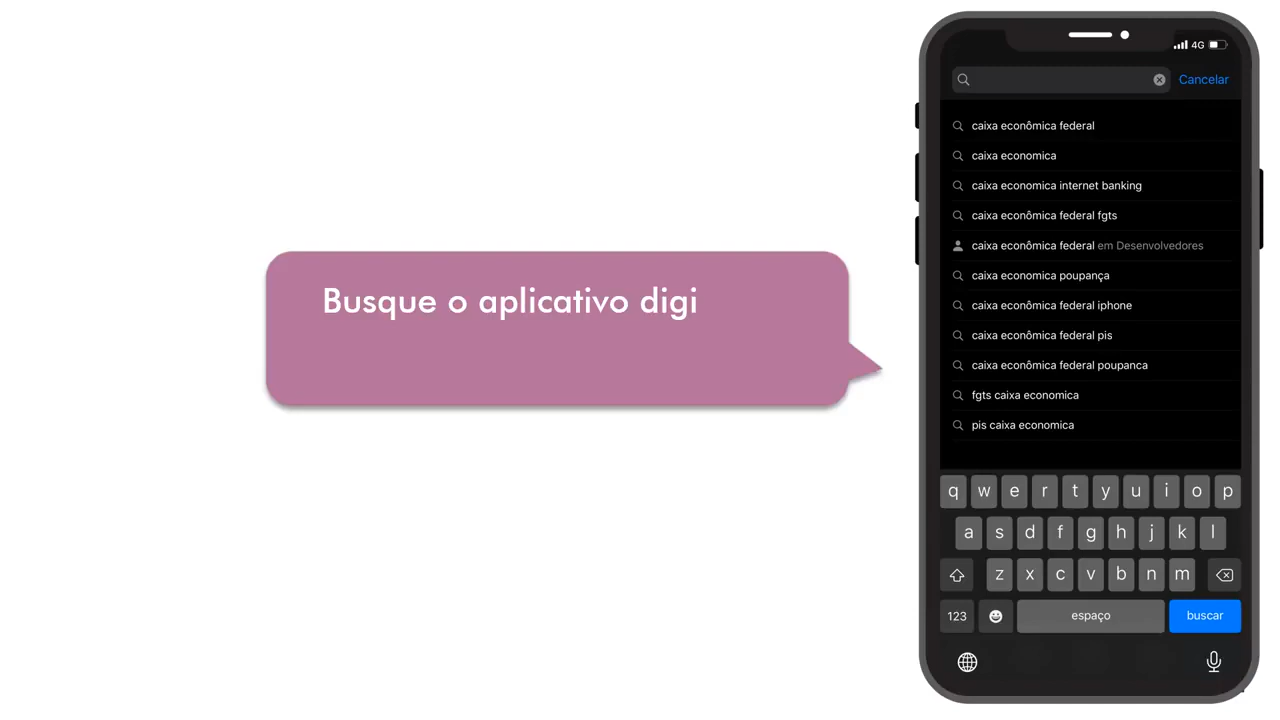 4G
Cancelar
caixa econômica federal
caixa economica
caixa economica internet banking
caixa econômica federal fgts
caixa econômica federal em Desenvolvedores
caixa economica poupança
caixa econômica federal iphone
caixa econômica federal pis
caixa econômica federal poupanca
fgts caixa economica
pis caixa economica
Busque o aplicativo digi
q w e r t y u i o p
a s d f g h j k l
z x c v b n m
123 espaço buscar